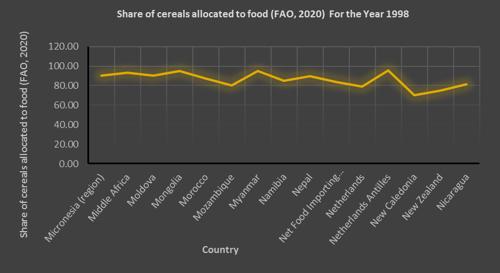 Share of cereals allocated to food (FAO, 2020)  For the Year 1998
Share of cereals allocated to food (FAO, 2020)
120.00
100.00
80.00
60.00
40.00
20.00
0.00
Micronesia (region)
Middle Africa
Moldova
Mongolia
Morocco
Mozambique
Myanmar
Namibia
Nepal
Net Food Importing...
Netherlands
Netherlands Antilles
New Caledonia
New Zealand
Nicaragua
Country